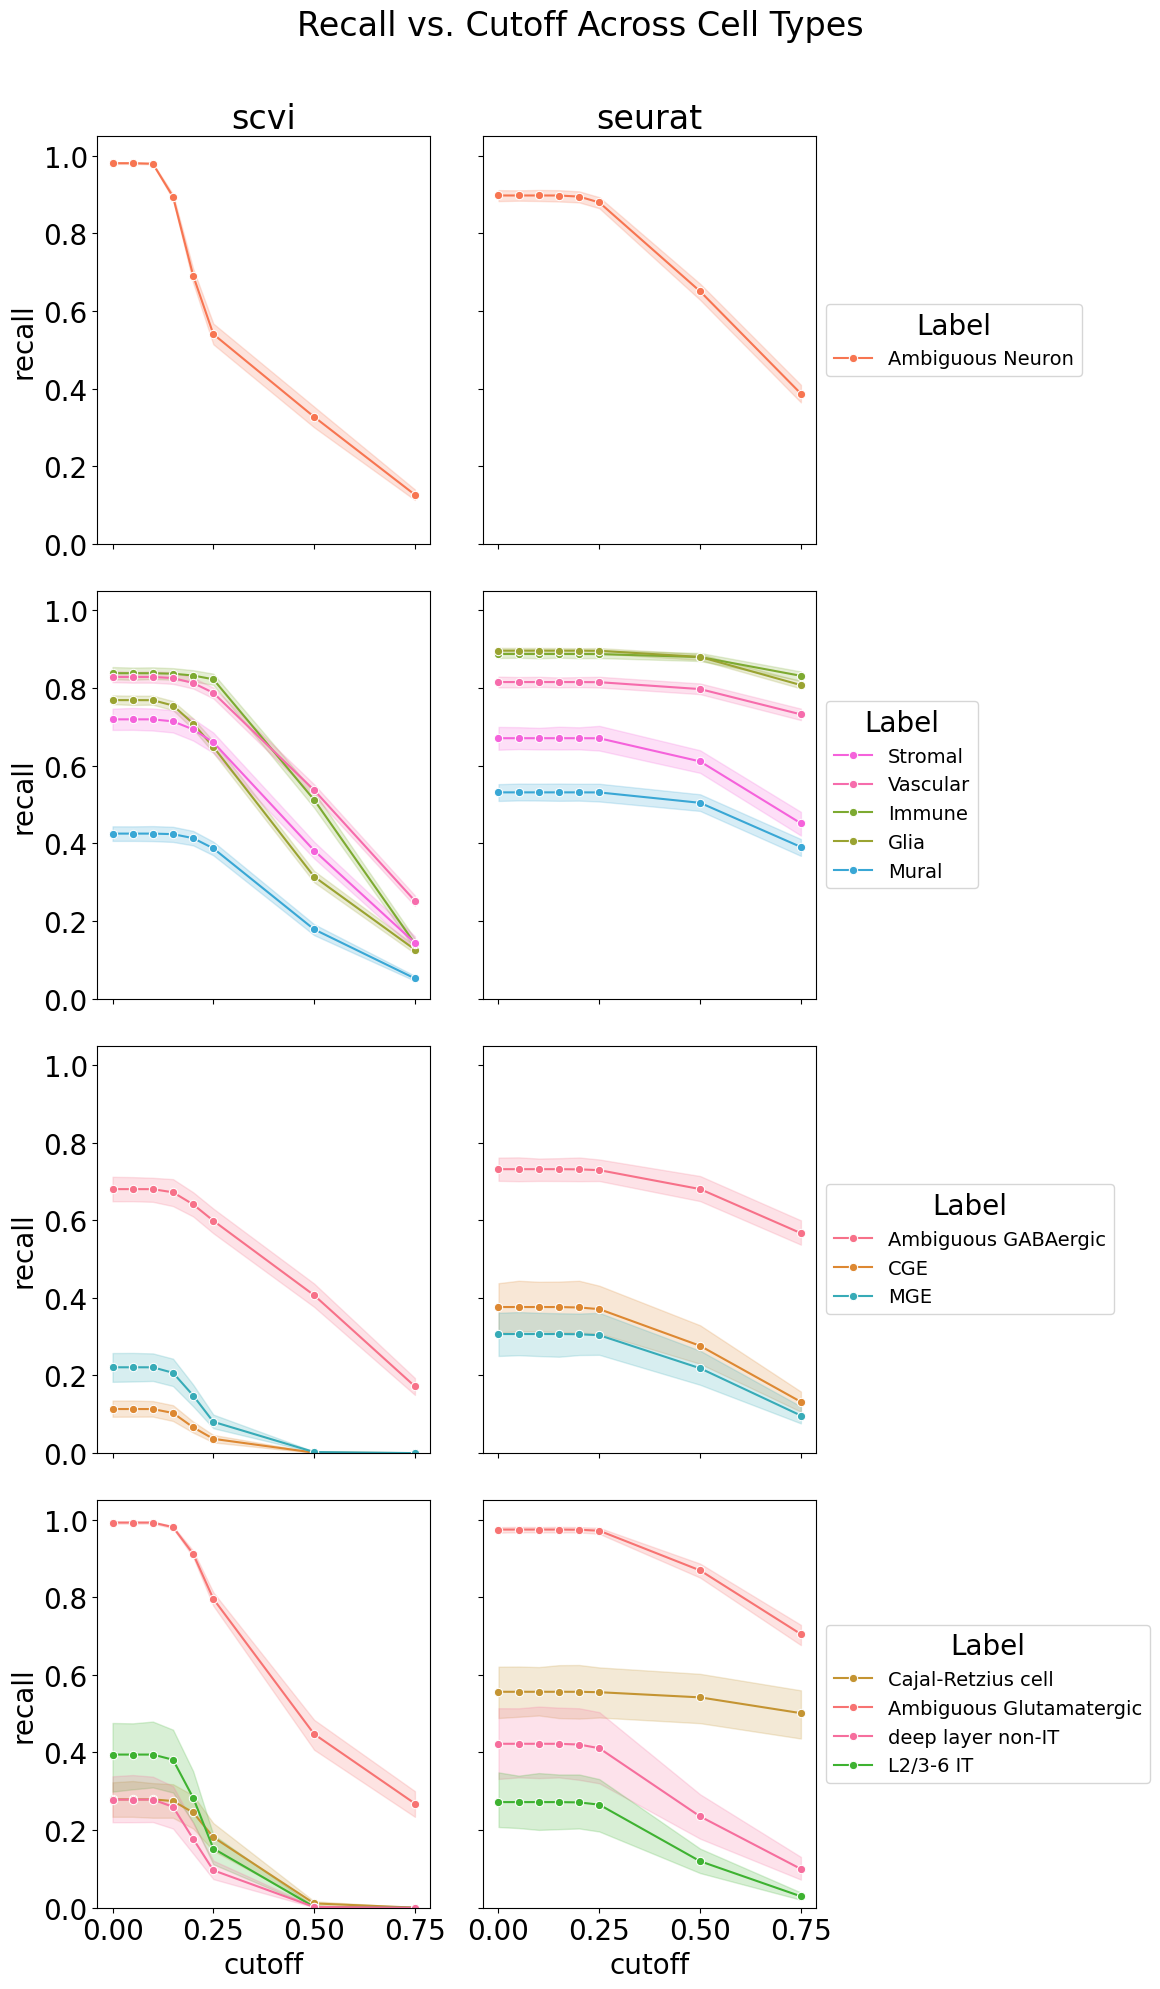 Recall vs. Cutoff Across Cell Types
scvi
seurat
1.0
0.8
0.6
0.4
0.2
0.0
recall
Label
Ambiguous Neuron
1.0
0.8
0.6
0.4
0.2
0.0
recall
Label
Stromal
Vascular
Immune
Glia
Mural
1.0
0.8
0.6
0.4
0.2
0.0
recall
Label
Ambiguous GABAergic
CGE
MGE
1.0
0.8
0.6
0.4
0.2
0.0
recall
Label
Cajal-Retzius cell
Ambiguous Glutamatergic
deep layer non-IT
L2/3-6 IT
0.00 0.25 0.50 0.75
0.00 0.25 0.50 0.75
cutoff
cutoff